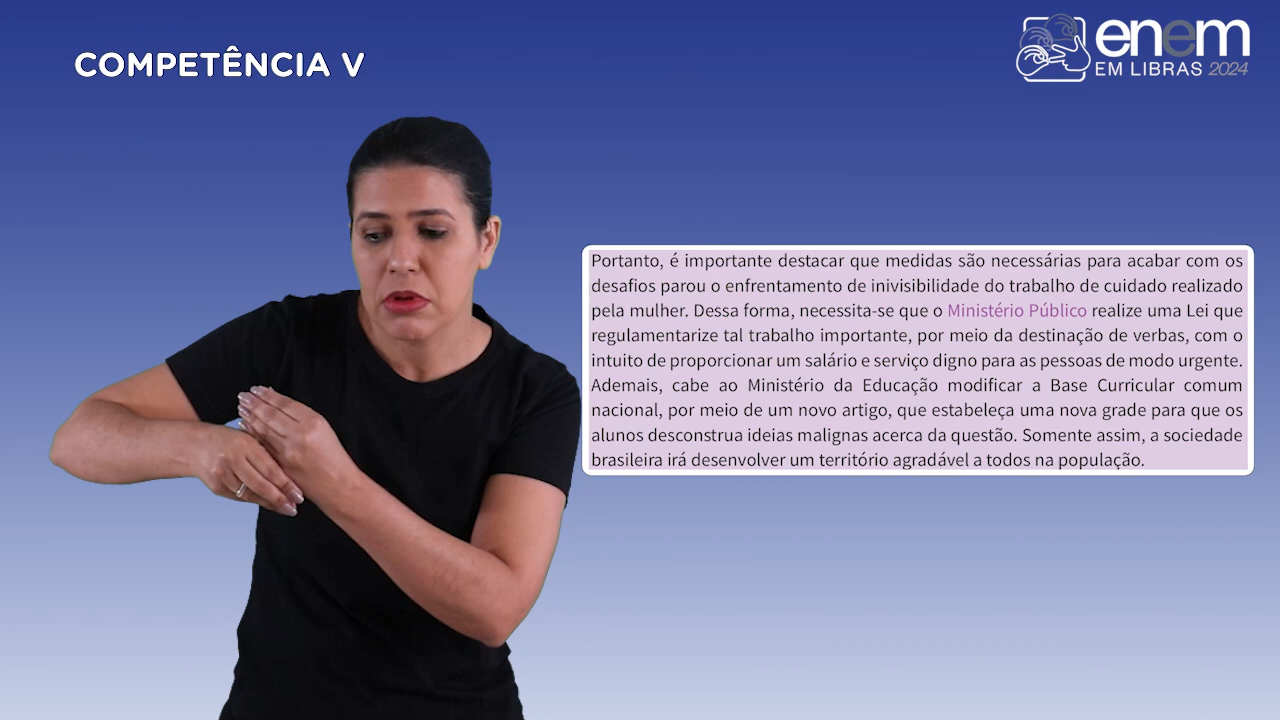 COMPETÊNCIA V
enem
EM LIBRAS 2024
Portanto, é importante destacar que medidas são necessárias para acabar com os
desafios parou o enfrentamento de inivisibilidade do trabalho de cuidado realizado
pela mulher. Dessa forma, necessita-se que o Ministério Público realize uma Lei que
regulamentarize tal trabalho importante, por meio da destinação de verbas, com o
intuito de proporcionar um salário e serviço digno para as pessoas de modo urgente.
Ademais, cabe ao Ministério da Educação modificar a Base Curricular comum
nacional, por meio de um novo artigo, que estabeleça uma nova grade para que os
alunos desconstrua ideias malignas acerca da questão. Somente assim, a sociedade
brasileira irá desenvolver um território agradável a todos na população.